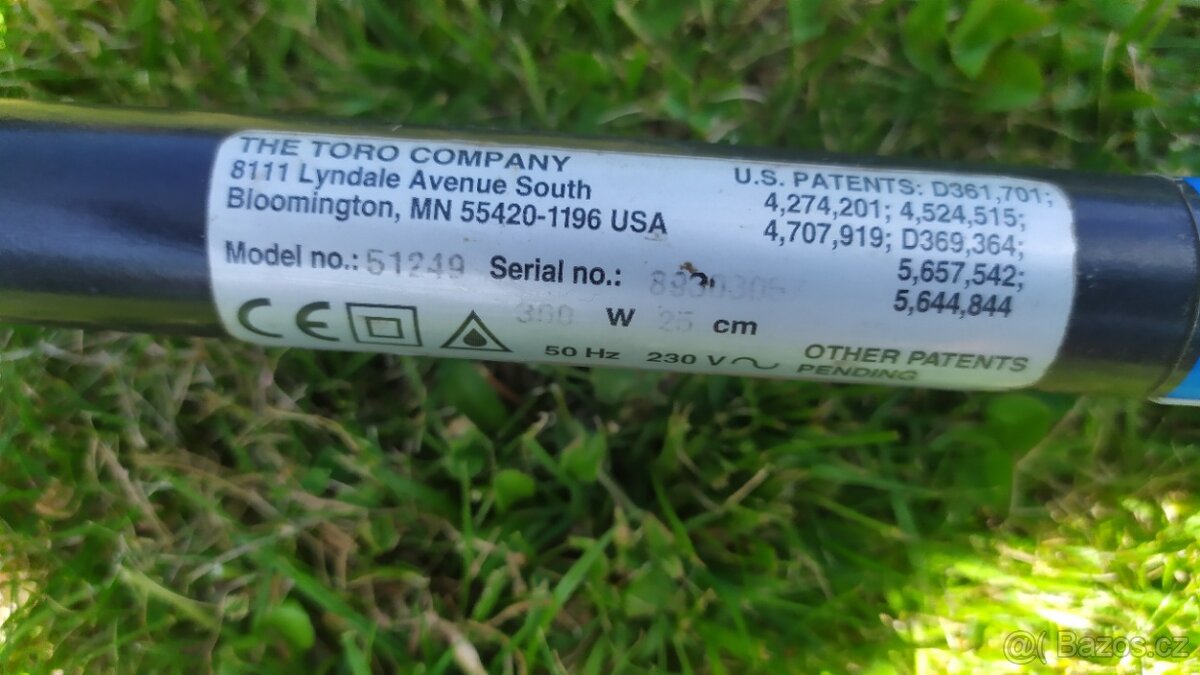 THE TORO COMPANY
8111 Lyndale Avenue South
Bloomington, MN 55420-1196 USA
Model no.: 51249 Serial no.:
W 25 cm
50 Hz 230 V
U.S. PATENTS: D361,701;
4,274,201; 4,524,515;
4,707,919; D369,364;
5,657,542;
5,644,844
OTHER PATENTS
PENDING
CE
Bazos.cz